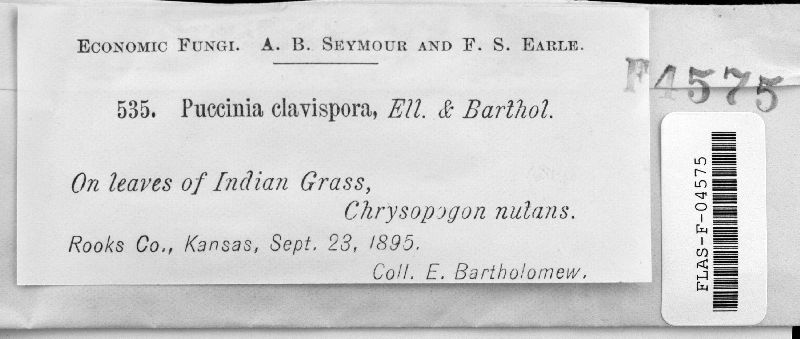 Economic Fungi. A. B. Seymour and F. S. Earle.
F4575
535. Puccinia clavispora, Ell. & Barthol.
On leaves of Indian Grass,
Chrysopogon nutans.
Rooks Co., Kansas, Sept. 23, 1895.
Coll. E. Bartholomew.
FLAS-F-04575